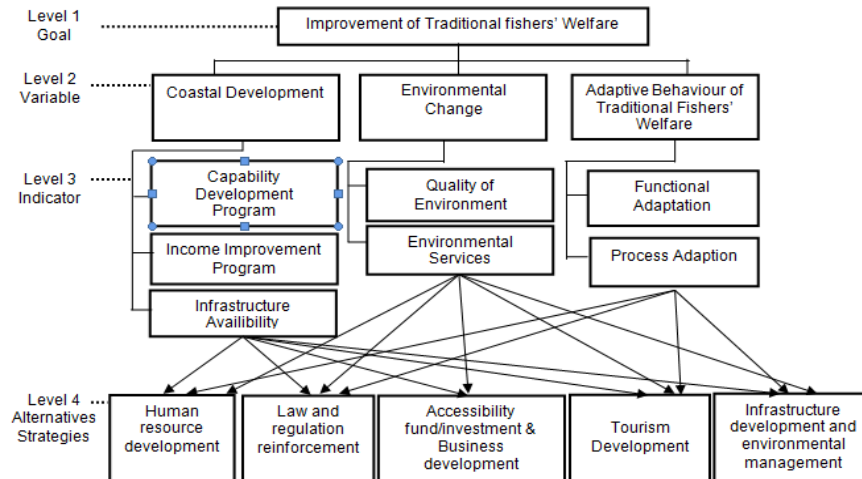 Level 1
Goal
Improvement of Traditional fishers' Welfare
Level 2
Variable
Coastal Development
Environmental
Change
Adaptive Behaviour of
Traditional Fishers'
Welfare
Level 3
Indicator
Capability
Development
Program
Quality of
Environment
Functional
Adaptation
Income Improvement
Program
Environmental
Services
Process Adaption
Infrastructure
Availibility
Level 4
Alternatives
Strategies
Human
resource
development
Law and
regulation
reinforcement
Accessibility
fund/investment &
Business
development
Tourism
Development
Infrastructure
development and
environmental
management